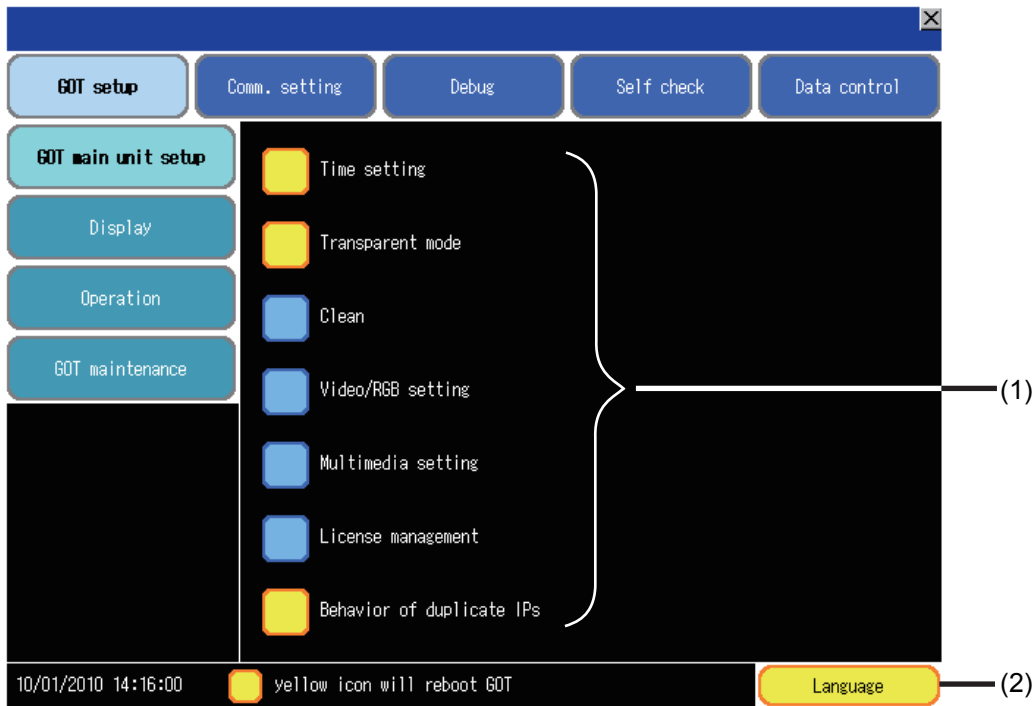 GOT setup
Comm. setting
Debug
Self check
Data control
GOT main unit setup
Display
Operation
GOT maintenance
Time setting
Transparent mode
Clean
Video/RGB setting
Multimedia setting
License management
Behavior of duplicate IPs
(1)
10/01/2010 14:16:00
yellow icon will reboot GOT
Language
(2)